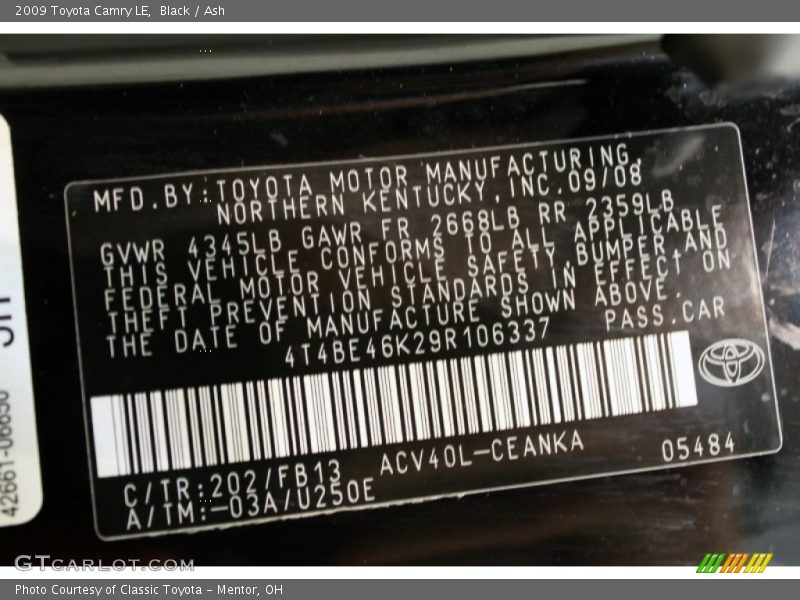 2009 Toyota Camry LE, Black / Ash
MFD.BY:TOYOTA MOTOR MANUFACTURING,
NORTHERN KENTUCKY,INC.09/08
GVWR 4345LB GAWR FR 2668LB RR 2359LB
THIS VEHICLE CONFORMS TO ALL APPLICABLE
FEDERAL MOTOR VEHICLE SAFETY,BUMPER AND
THEFT PREVENTION STANDARDS IN EFFECT ON
THE DATE OF MANUFACTURE SHOWN ABOVE.
4T4BE46K29R106337 PASS.CAR
C/TR:202/FB13 ACV40L-CEANKA 05484
A/TM:-03A/U250E
GTCARLOT.COM
Photo Courtesy of Classic Toyota - Mentor, OH